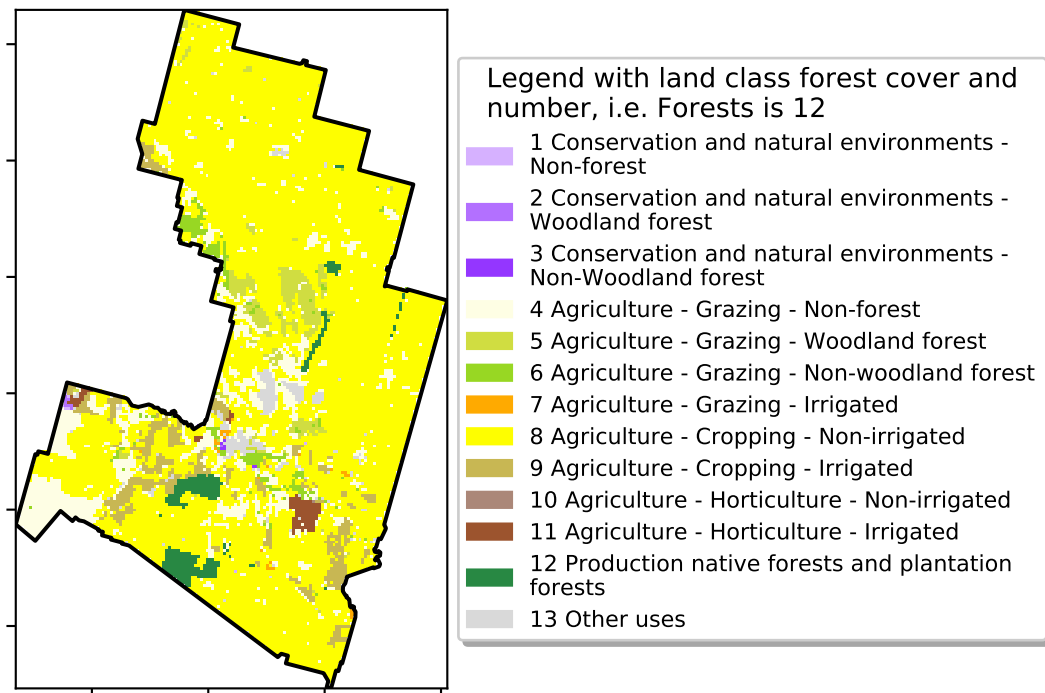 Legend with land class forest cover and
number, i.e. Forests is 12
1 Conservation and natural environments -
Non-forest
2 Conservation and natural environments -
Woodland forest
3 Conservation and natural environments -
Non-Woodland forest
4 Agriculture - Grazing - Non-forest
5 Agriculture - Grazing - Woodland forest
6 Agriculture - Grazing - Non-woodland forest
7 Agriculture - Grazing - Irrigated
8 Agriculture - Cropping - Non-irrigated
9 Agriculture - Cropping - Irrigated
10 Agriculture - Horticulture - Non-irrigated
11 Agriculture - Horticulture - Irrigated
12 Production native forests and plantation
forests
13 Other uses